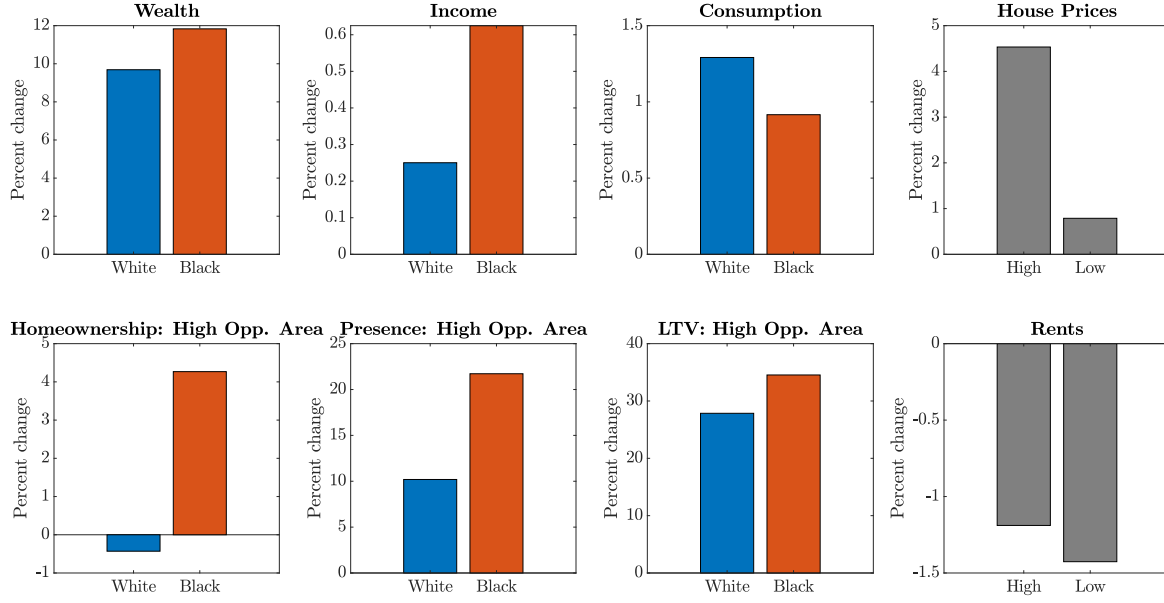 Wealth
Percent change
12
10
8
6
4
2
0
White Black
Income
Percent change
0.6
0.5
0.4
0.3
0.2
0.1
0
White Black
Consumption
Percent change
1.5
1
0.5
0
White Black
House Prices
Percent change
5
4
3
2
1
0
High Low
Homeownership: High Opp. Area
Percent change
5
4
3
2
1
0
-1
White Black
Presence: High Opp. Area
Percent change
25
20
15
10
5
0
White Black
LTV: High Opp. Area
Percent change
40
30
20
10
0
White Black
Rents
Percent change
0
-0.5
-1
-1.5
High Low